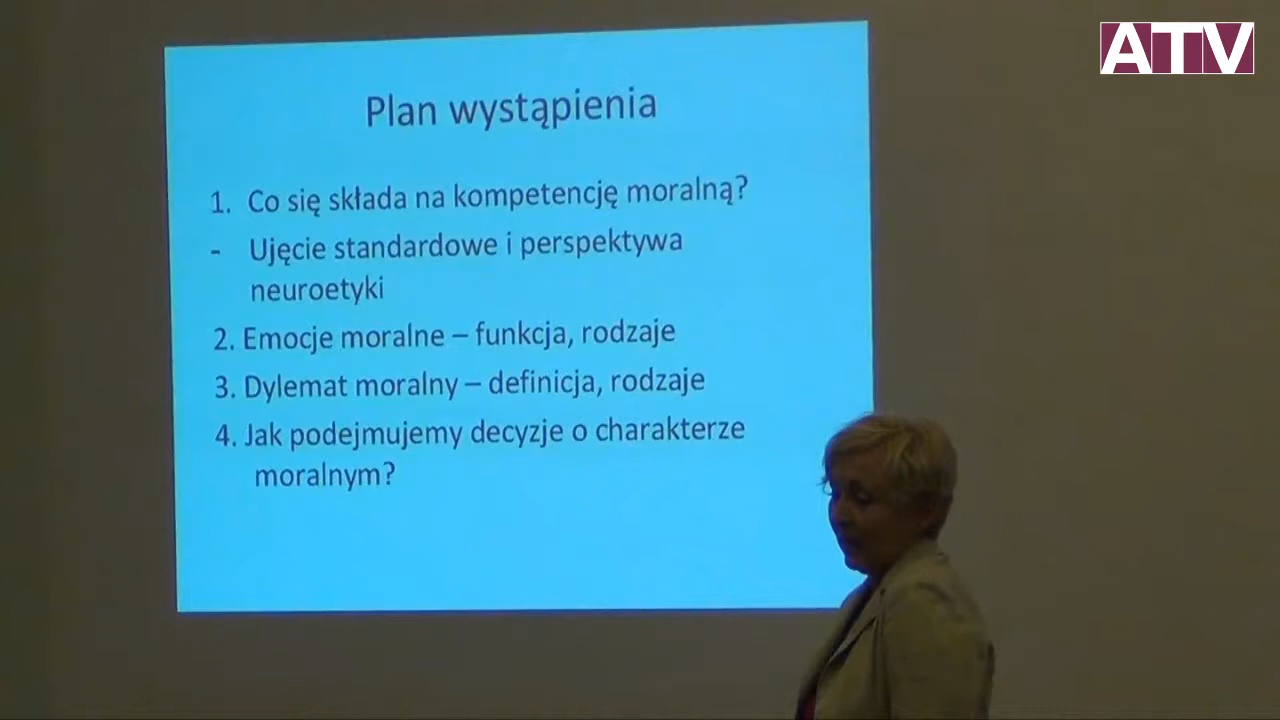 ATV
Plan wystąpienia
1. Co się składa na kompetencję moralną?
- Ujęcie standardowe i perspektywa
neuroetyki
2. Emocje moralne – funkcja, rodzaje
3. Dylemat moralny – definicja, rodzaje
4. Jak podejmujemy decyzje o charakterze
moralnym?